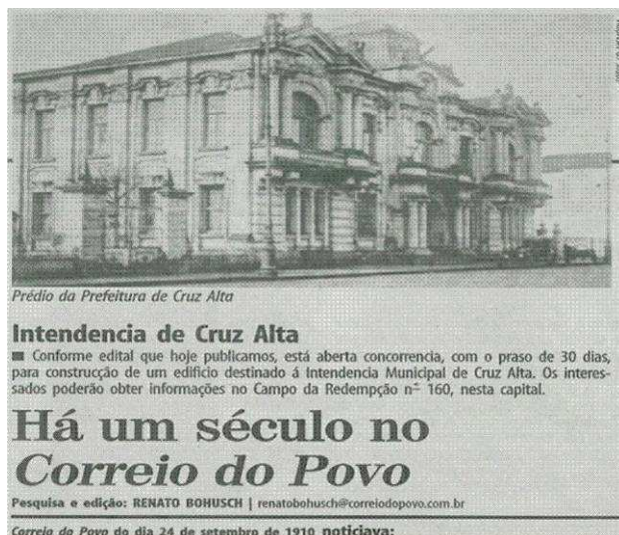 Prédio da Prefeitura de Cruz Alta
Intendencia de Cruz Alta
■ Conforme edital que hoje publicamos, está aberta concorrencia, com o praso de 30 dias,
para construcção de um edificio destinado á Intendencia Municipal de Cruz Alta. Os interes-
sados poderão obter informações no Campo da Redempção nº 160, nesta capital.
Há um século no
Correio do Povo
Pesquisa e edição: RENATO BOHUSCH | renatobohusch@correiodopovo.com.br
Correio do Povo do dia 24 de setembro de 1910 noticiava: